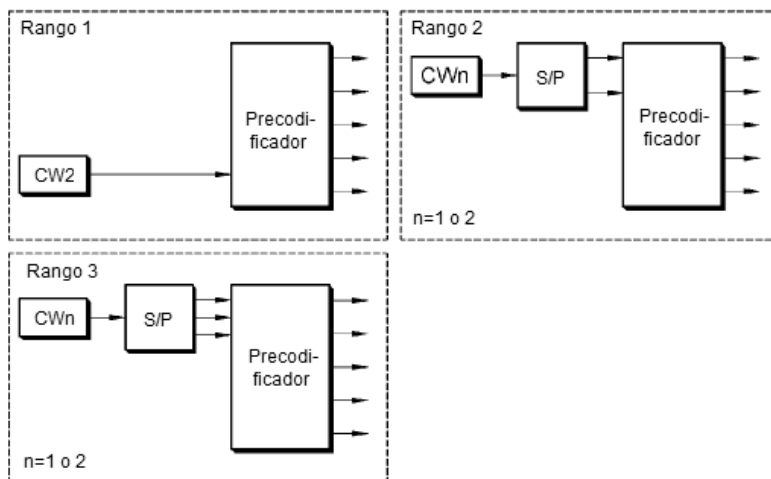 Rango 1
Precodi-
ficador
CW2
Rango 2
CWn
S/P
Precodi-
ficador
n=1 o 2
Rango 3
CWn
S/P
Precodi-
ficador
n=1 o 2